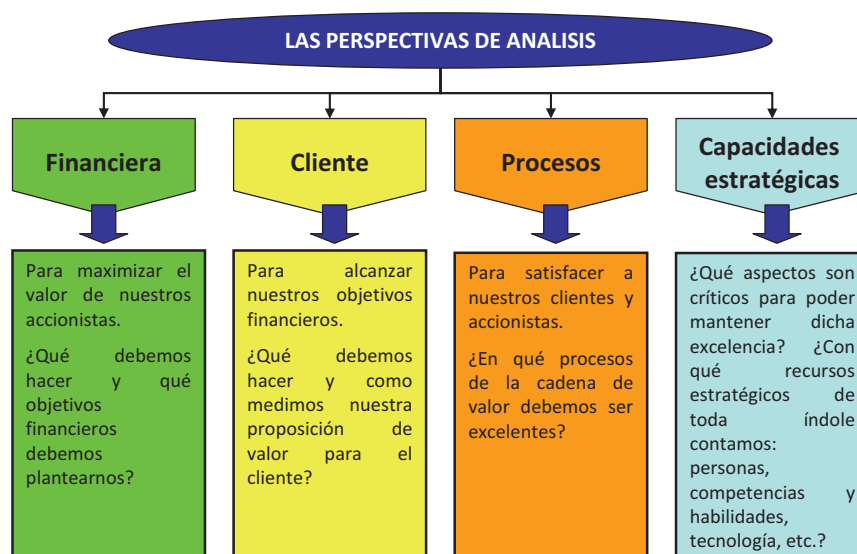 LAS PERSPECTIVAS DE ANALISIS
Financiera
Cliente
Procesos
Capacidades
estratégicas
Para maximizar el
valor de nuestros
accionistas.
¿Qué debemos
hacer y qué
objetivos
financieros
debemos
plantearnos?
Para alcanzar
nuestros objetivos
financieros.
¿Qué debemos
hacer y como
medimos nuestra
proposición de
valor para el
cliente?
Para satisfacer a
nuestros clientes y
accionistas.
¿En qué procesos
de la cadena de
valor debemos ser
excelentes?
¿Qué aspectos son
críticos para poder
mantener dicha
excelencia? ¿Con
qué recursos
estratégicos de
toda índole
contamos:
personas,
competencias y
habilidades,
tecnología, etc.?